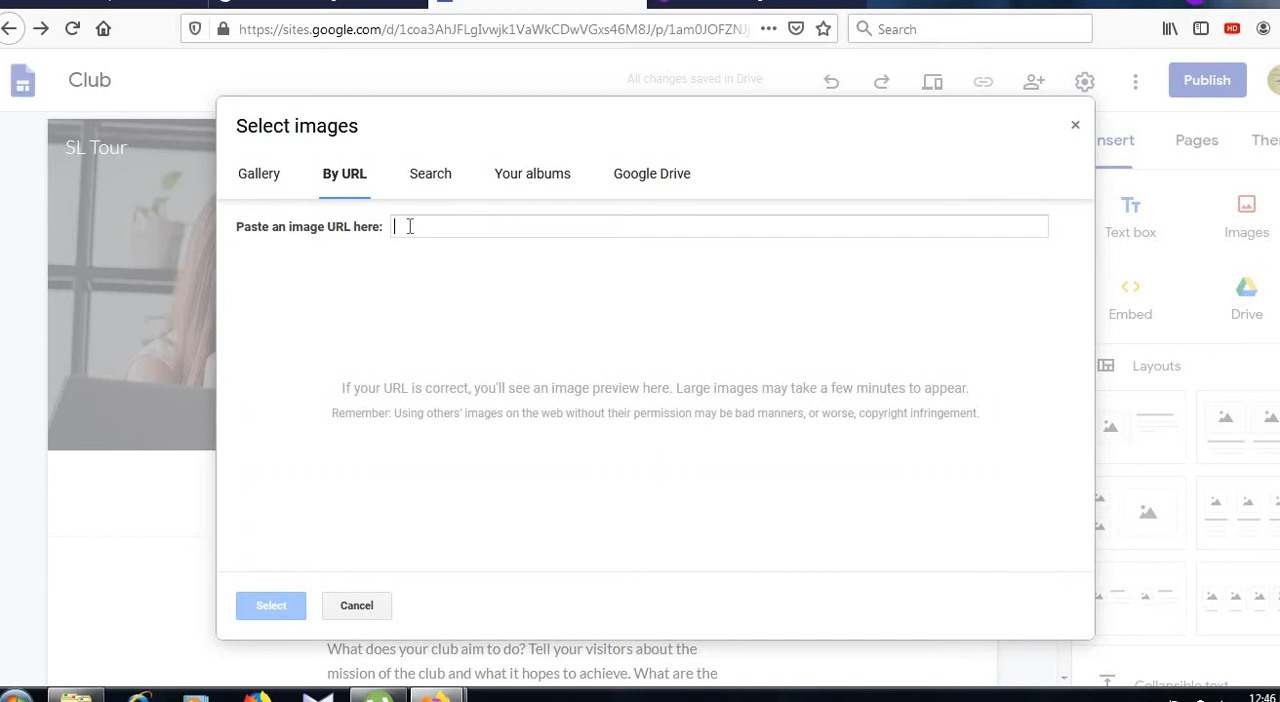 https://sites.google.com/d/1coa3AhJFLgIvwjk1VaWkCDwVGxs46M8J/p/1am0JOFZNJ
Search
HD
Club
All changes saved in Drive
Publish
SL Tour
Select images
×
Gallery
By URL
Search
Your albums
Google Drive
Paste an image URL here:
If your URL is correct, you'll see an image preview here. Large images may take a few minutes to appear.
Remember: Using others' images on the web without their permission may be bad manners, or worse, copyright infringement.
Select
Cancel
nsert
Pages
The
Text box
Images
Embed
Drive
Layouts
Collapsible text
What does your club aim to do? Tell your visitors about the
mission of the club and what it hopes to achieve. What are the
12:46